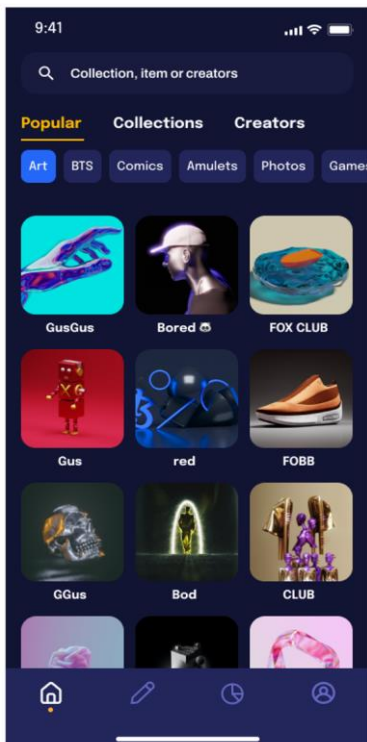 9:41
Collection, item or creators
Popular Collections Creators
Art BTS Comics Amulets Photos Games
GusGus Bored 🐼 FOX CLUB
Gus red FOBB
GGus Bod CLUB